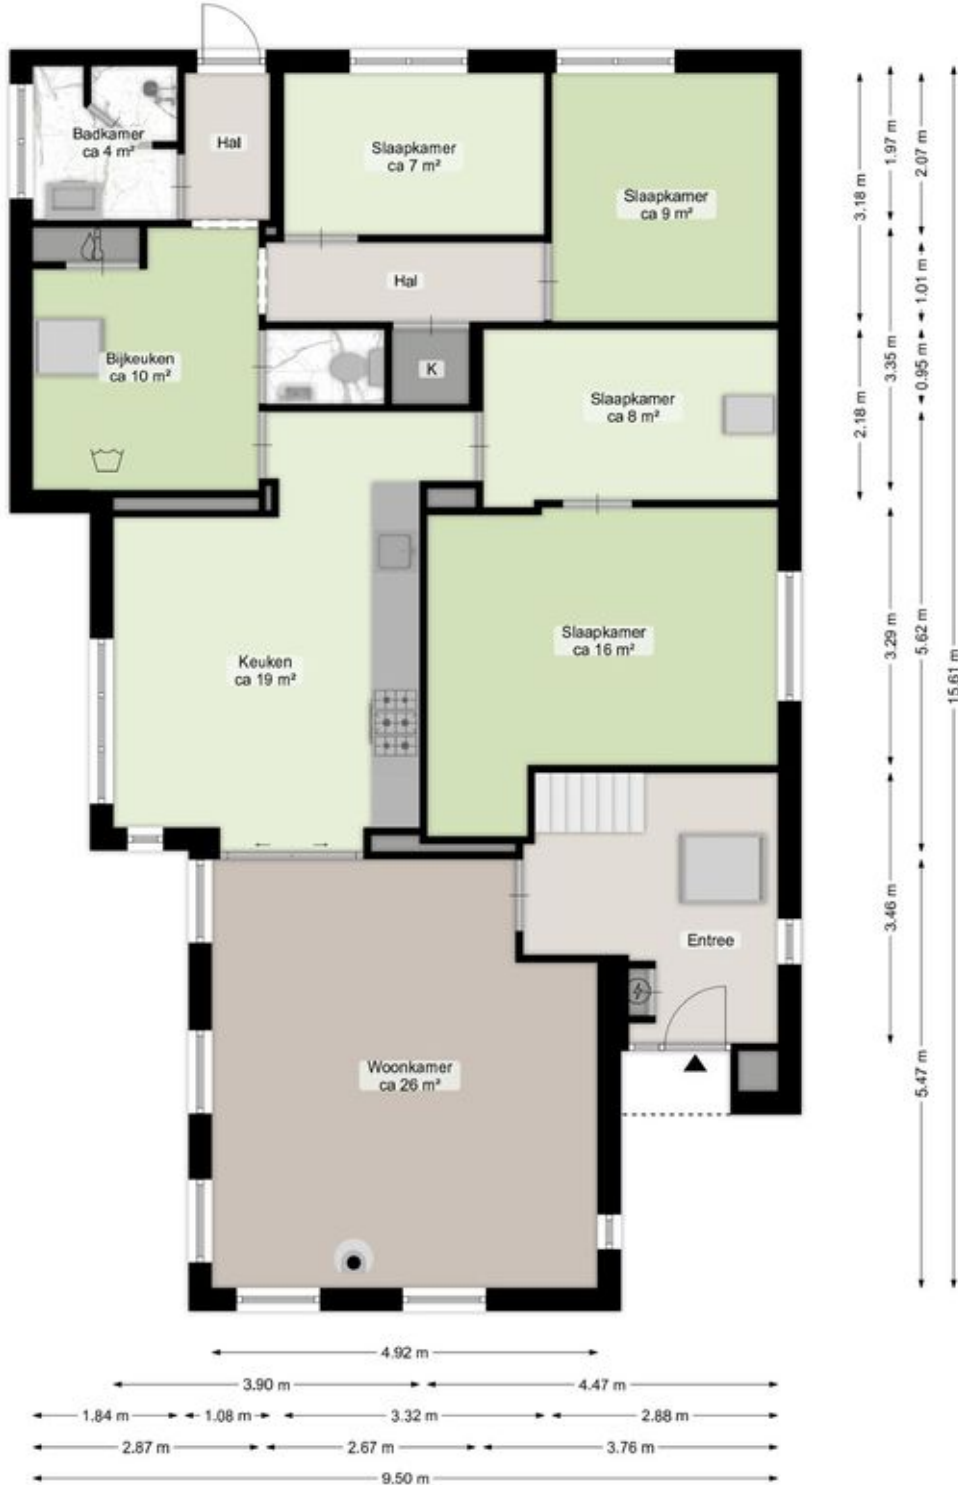 Badkamer
ca 4 m²
Hal
Slaapkamer
ca 7 m²
Slaapkamer
ca 9 m²
Hal
Bijkeuken
ca 10 m²
K
Slaapkamer
ca 8 m²
Slaapkamer
ca 16 m²
Keuken
ca 19 m²
Entree
Woonkamer
ca 26 m²
3.18 m
2.18 m
1.97 m
3.35 m
3.29 m
3.46 m
2.07 m
1.01 m
0.95 m
5.62 m
5.47 m
15.61 m
4.92 m
3.90 m
4.47 m
1.84 m
1.08 m
3.32 m
2.88 m
2.87 m
2.67 m
3.76 m
9.50 m